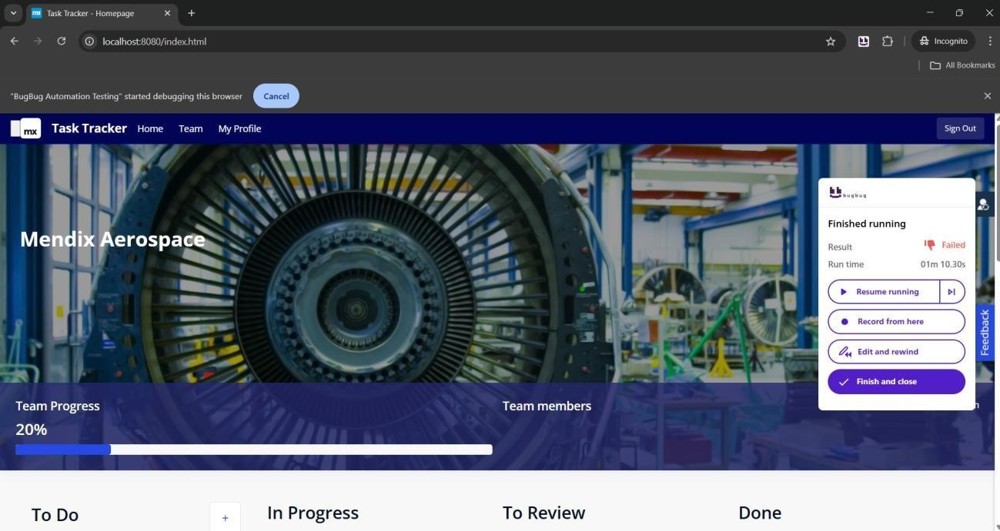 mx Task Tracker - Homepage
localhost:8080/index.html
Incognito
All Bookmarks
"BugBug Automation Testing" started debugging this browser
Cancel
mx
Task Tracker
Home
Team
My Profile
Sign Out
Mendix Aerospace
bugbug
Finished running
Result
Failed
Run time
01m 10.30s
Resume running
Record from here
Edit and rewind
Finish and close
Feedback
Team Progress
Team members
20%
To Do
+
In Progress
To Review
Done